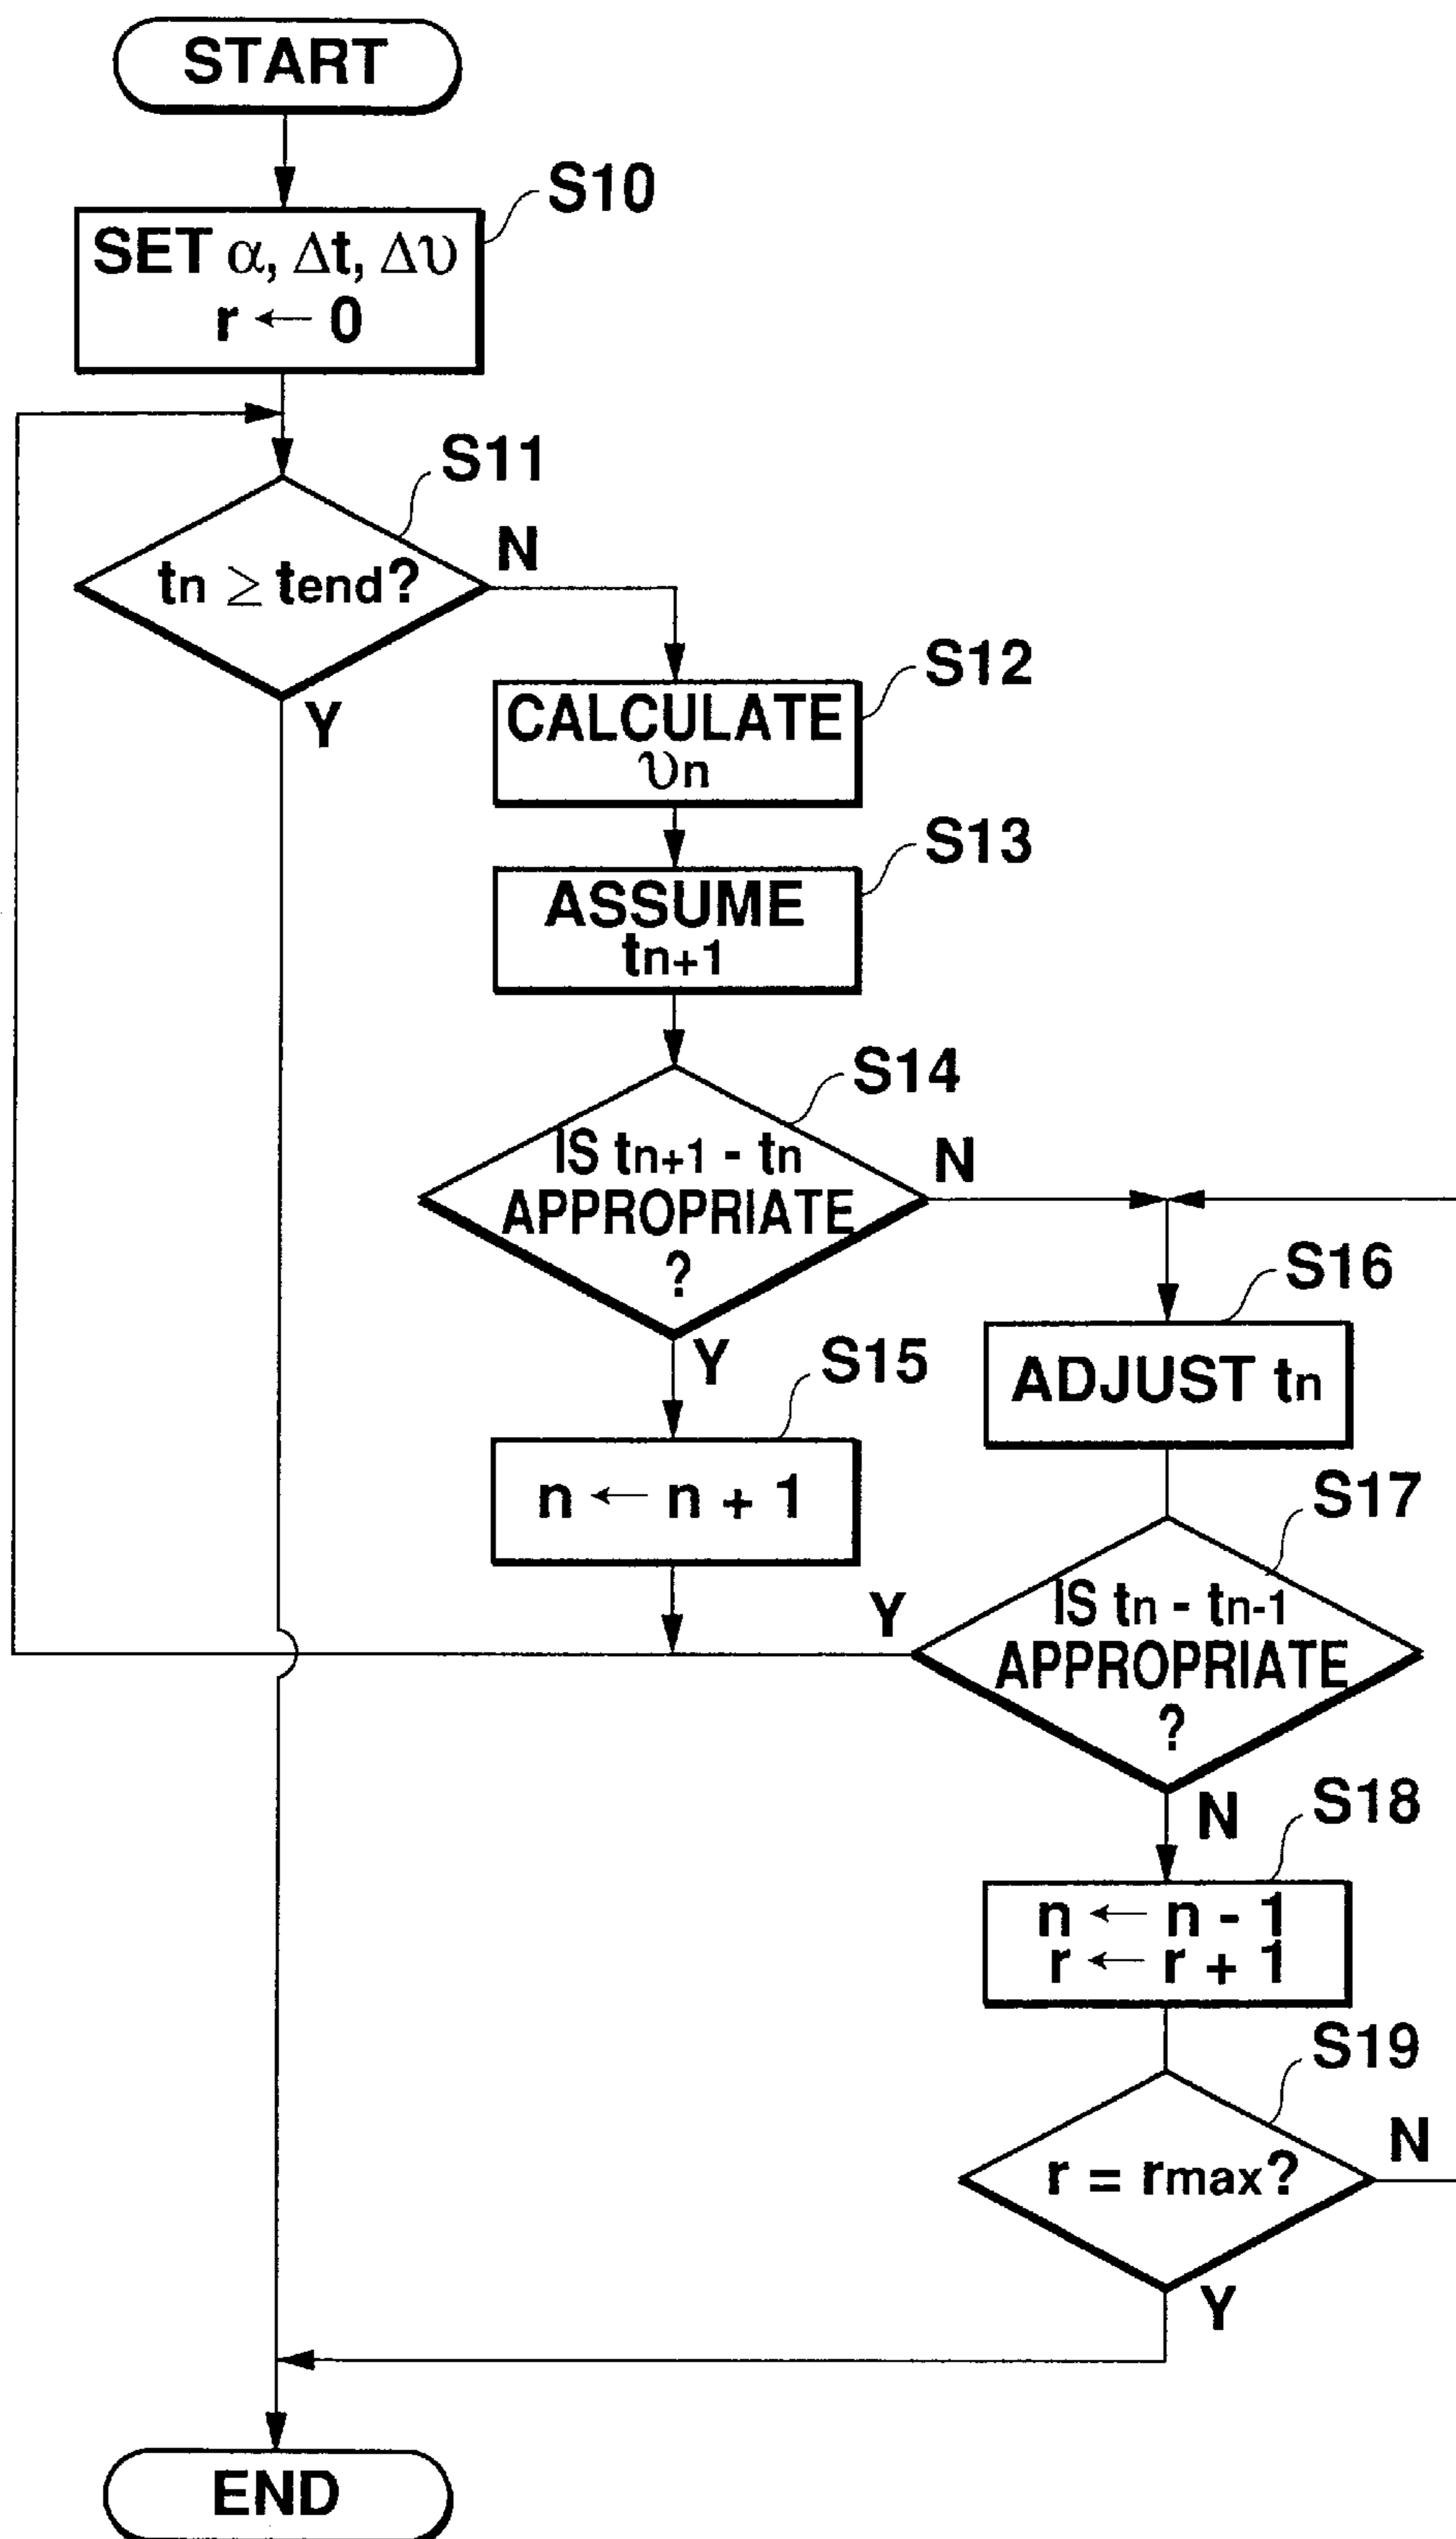 START
S10
SET α, Δt, Δυ
r ← 0
S11
tn ≥ tend?
N
Y
S12
CALCULATE
υn
S13
ASSUME
tn+1
S14
IS tn+1 - tn
APPROPRIATE
?
N
Y
S15
n ← n + 1
S16
ADJUST tn
S17
IS tn - tn-1
APPROPRIATE
?
Y
N
S18
n ← n - 1
r ← r + 1
S19
r = rmax?
N
Y
END